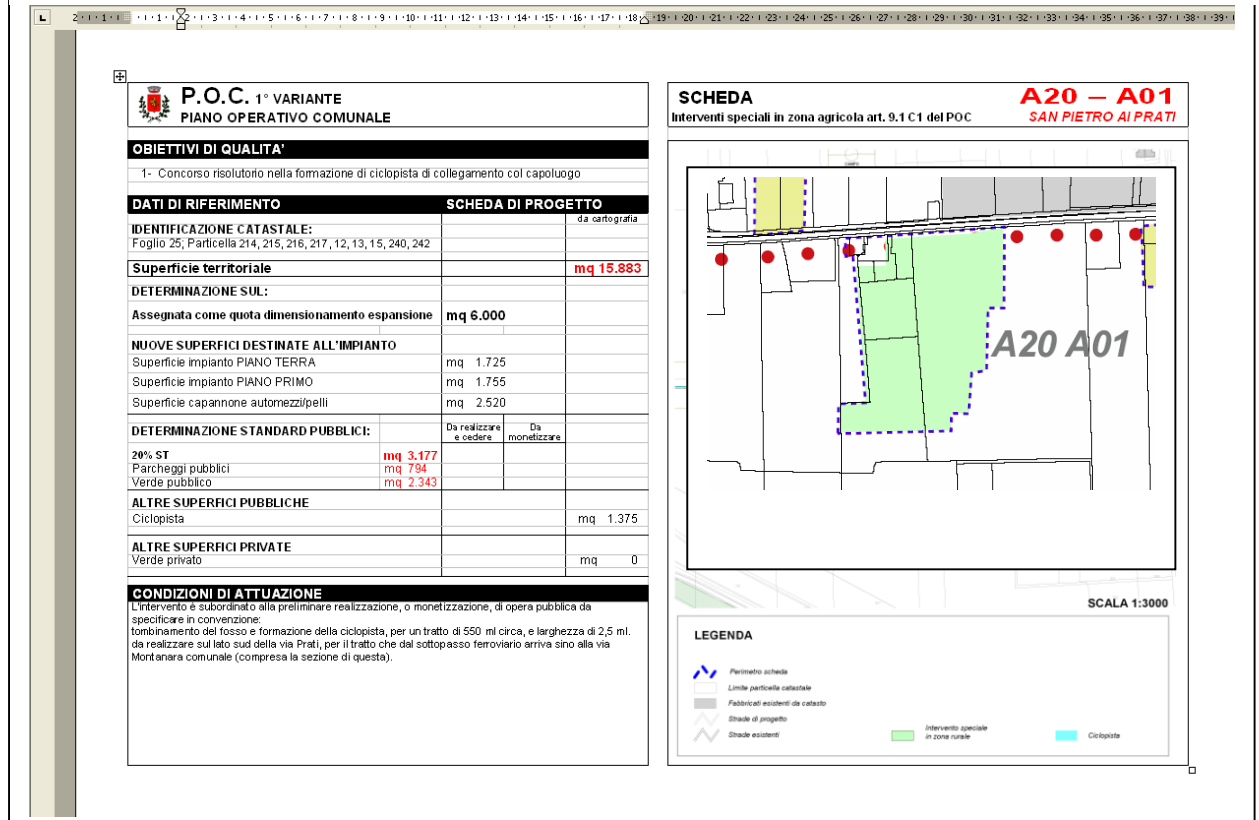 P.O.C. 1° VARIANTE
PIANO OPERATIVO COMUNALE
OBIETTIVI DI QUALITA'
1- Concorso risolutorio nella formazione di ciclopista di collegamento col capoluogo
DATI DI RIFERIMENTO SCHEDA DI PROGETTO
da cartografia
IDENTIFICAZIONE CATASTALE:
Foglio 25; Particella 214, 215, 216, 217, 12, 13, 15, 240, 242
Superficie territoriale mq 15.883
DETERMINAZIONE SUL:
Assegnata come quota dimensionamento espansione mq 6.000
NUOVE SUPERFICI DESTINATE ALL'IMPIANTO
Superficie impianto PIANO TERRA mq 1.725
Superficie impianto PIANO PRIMO mq 1.755
Superficie capannone automezzi/pelli mq 2.520
DETERMINAZIONE STANDARD PUBBLICI: Da realizzare e cedere Da monetizzare
20% ST mq 3.177
Parcheggi pubblici mq 794
Verde pubblico mq 2.343
ALTRE SUPERFICI PUBBLICHE
Ciclopista mq 1.375
ALTRE SUPERFICI PRIVATE
Verde privato mq 0
CONDIZIONI DI ATTUAZIONE
L'intervento è subordinato alla preliminare realizzazione, o monetizzazione, di opera pubblica da
specificare in convenzione:
tombinamento del fosso e formazione della ciclopista, per un tratto di 550 ml circa, e larghezza di 2,5 ml.
da realizzare sul lato sud della via Prati, per il tratto che dal sottopasso ferroviario arriva sino alla via
Montanara comunale (compresa la sezione di questa).
SCHEDA A20 – A01
Interventi speciali in zona agricola art. 9.1 C1 del POC SAN PIETRO AI PRATI
A20 A01
SCALA 1:3000
LEGENDA
Perimetro scheda
Limite particella catastale
Fabbricati esistenti da catasto
Strade di progetto
Strade esistenti
Intervento speciale
in zona rurale
Ciclopista